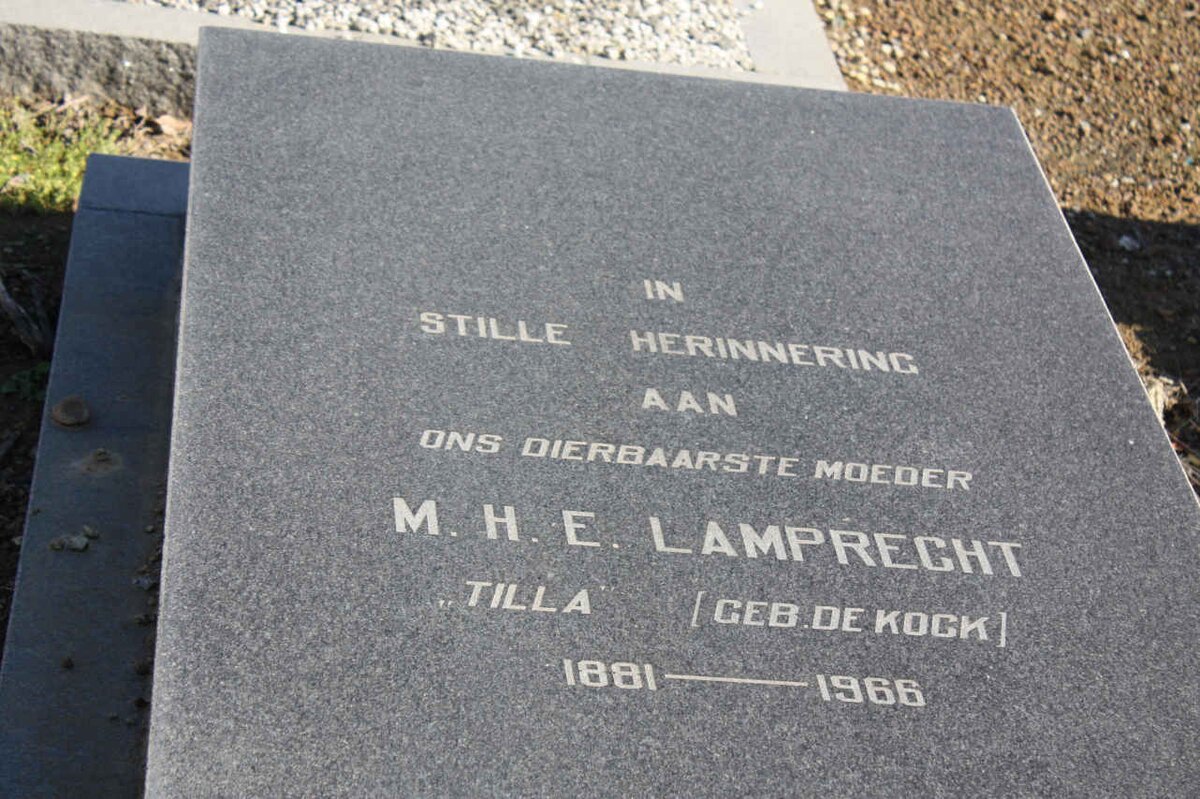 IN
STILLE HERINNERING
AAN
ONS DIERBAARSTE MOEDER
M. H. E. LAMPRECHT
„TILLA" [GEB. DE KOCK]
1881 — 1966